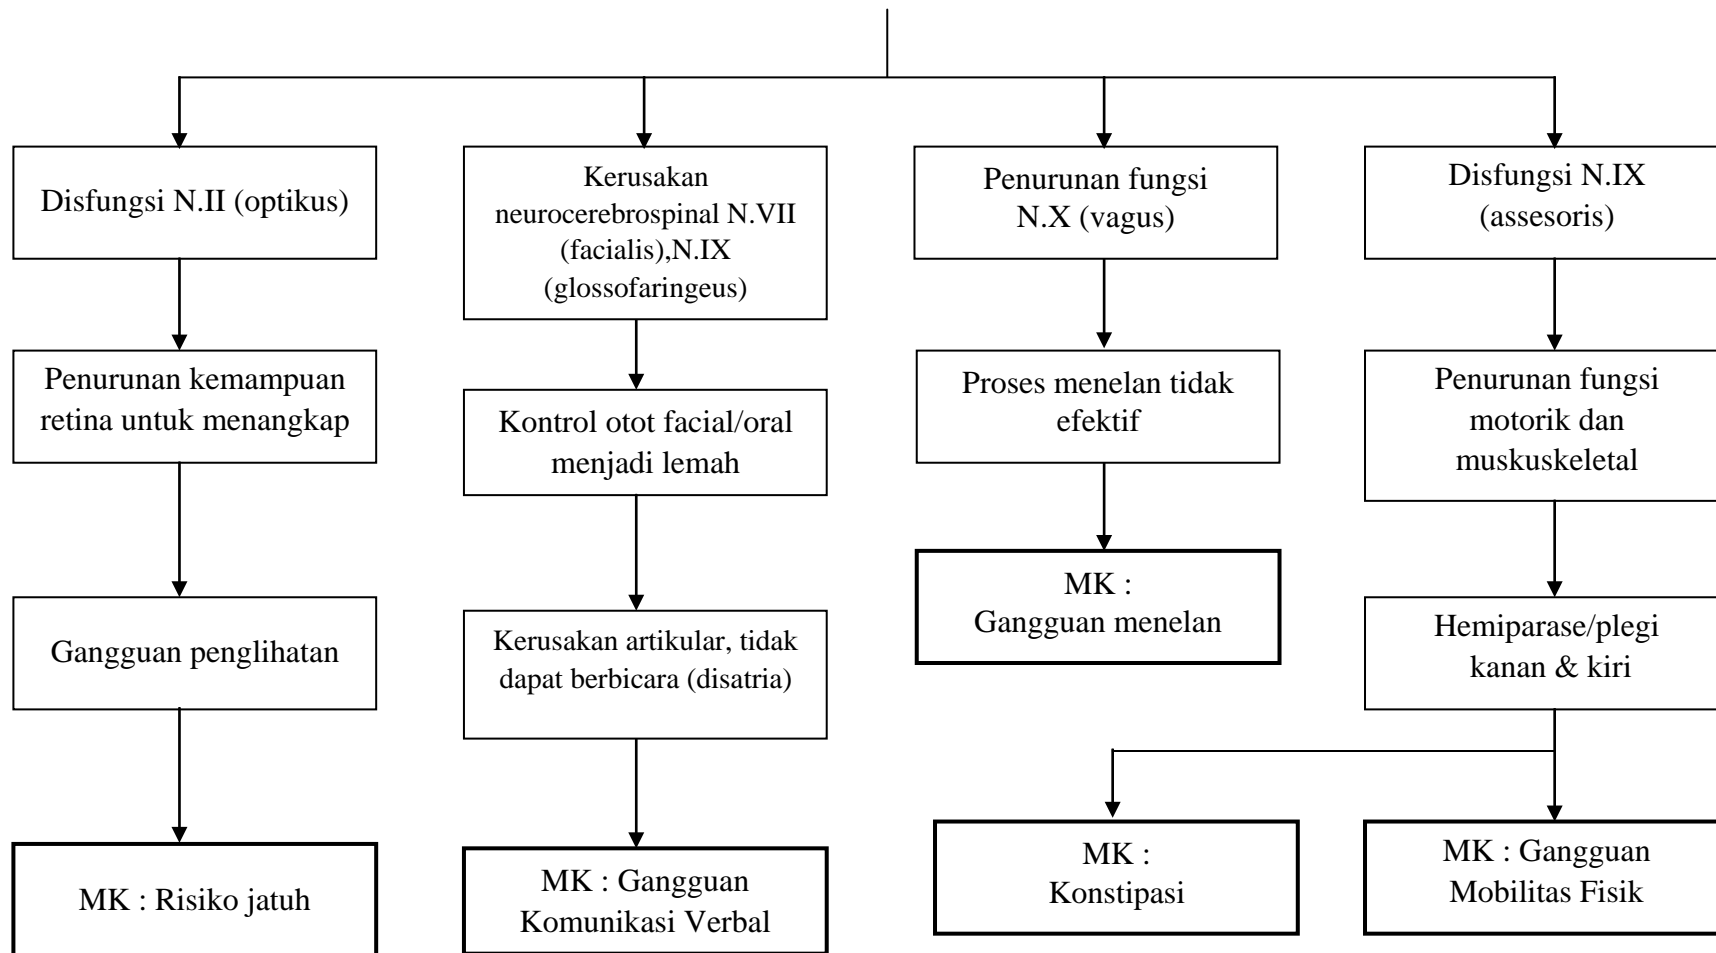 Disfungsi N.II (optikus)
Kerusakan
neurocerebrospinal N.VII
(facialis),N.IX
(glossofaringeus)
Penurunan fungsi
N.X (vagus)
Disfungsi N.IX
(assesoris)
Penurunan kemampuan
retina untuk menangkap
Kontrol otot facial/oral
menjadi lemah
Proses menelan tidak
efektif
Penurunan fungsi
motorik dan
muskuskeletal
Gangguan penglihatan
Kerusakan artikular, tidak
dapat berbicara (disatria)
MK :
Gangguan menelan
Hemiparase/plegi
kanan & kiri
MK : Risiko jatuh
MK : Gangguan
Komunikasi Verbal
MK :
Konstipasi
MK : Gangguan
Mobilitas Fisik